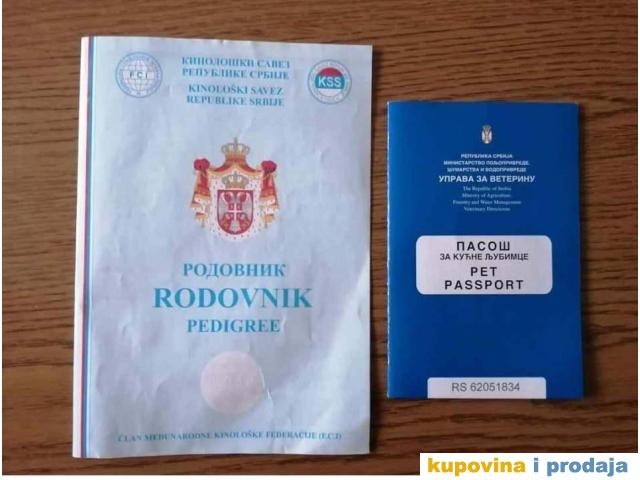 FCI
КИНОЛОШКИ САВЕЗ
РЕПУБЛИКЕ СРБИЈЕ
KINOLOŠKI SAVEZ
REPUBLIKE SRBIJE
KSS
РОДОВНИК
RODOVNIK
PEDIGREE
ČLAN MEĐUNARODNE KINOLOŠKE FEDERACIJE (F.C.I)
РЕПУБЛИКА СРБИЈА
МИНИСТАРСТВО ПОЉОПРИВРЕДЕ,
ШУМАРСТВА И ВОДОПРИВРЕДЕ
УПРАВА ЗА ВЕТЕРИНУ
The Republic of Serbia
Ministry of Agriculture,
Forestry and Water Management
Veterinary Directorate
ПАСОШ
ЗА КУЋНЕ ЉУБИМЦЕ
PET
PASSPORT
RS 62051834
kupovina i prodaja